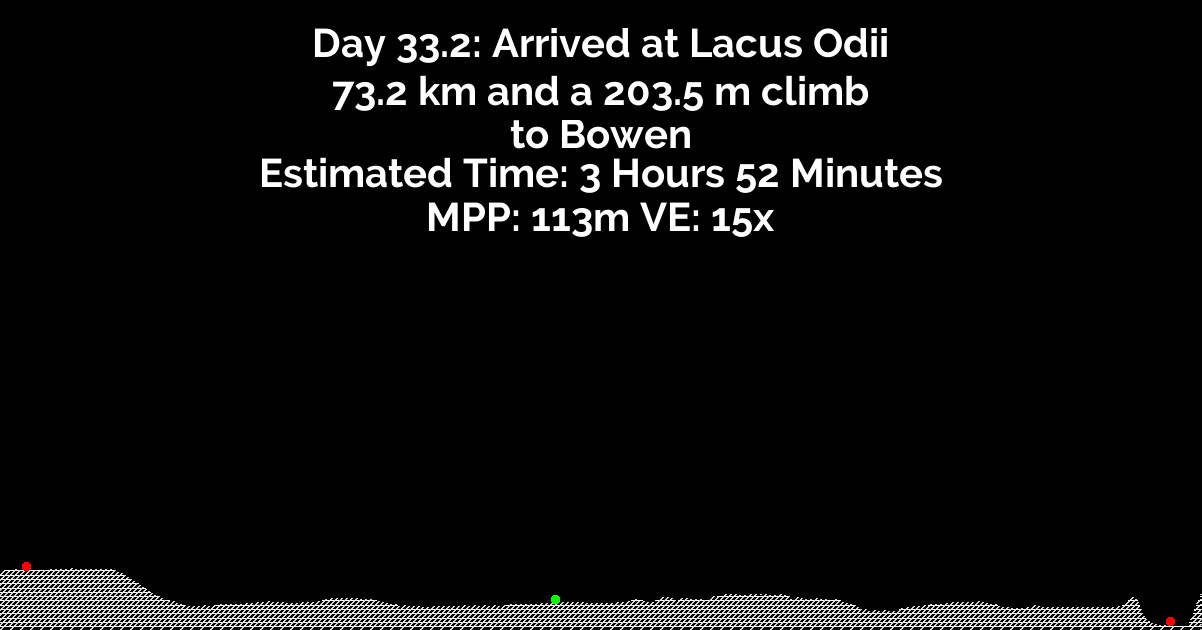 Day 33.2: Arrived at Lacus Odii
73.2 km and a 203.5 m climb
to Bowen
Estimated Time: 3 Hours 52 Minutes
MPP: 113m VE: 15x